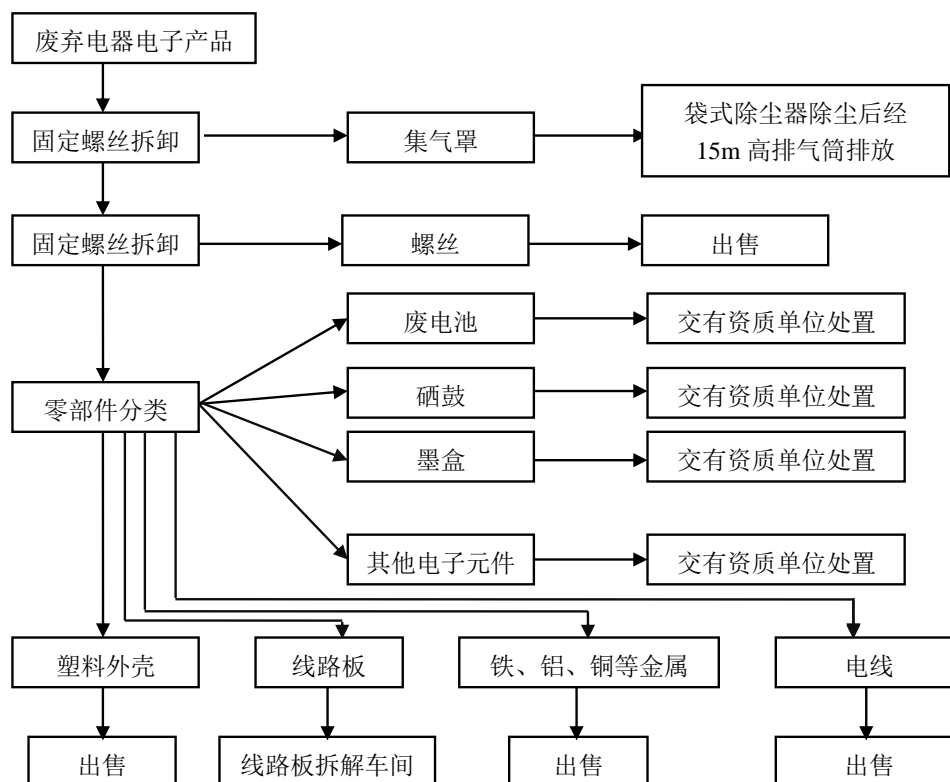 废弃电器电子产品
固定螺丝拆卸
集气罩
袋式除尘器除尘后经
15m 高排气筒排放
固定螺丝拆卸
螺丝
出售
废电池
交有资质单位处置
零部件分类
硒鼓
交有资质单位处置
墨盒
交有资质单位处置
其他电子元件
交有资质单位处置
塑料外壳
线路板
铁、铝、铜等金属
电线
出售
线路板拆解车间
出售
出售